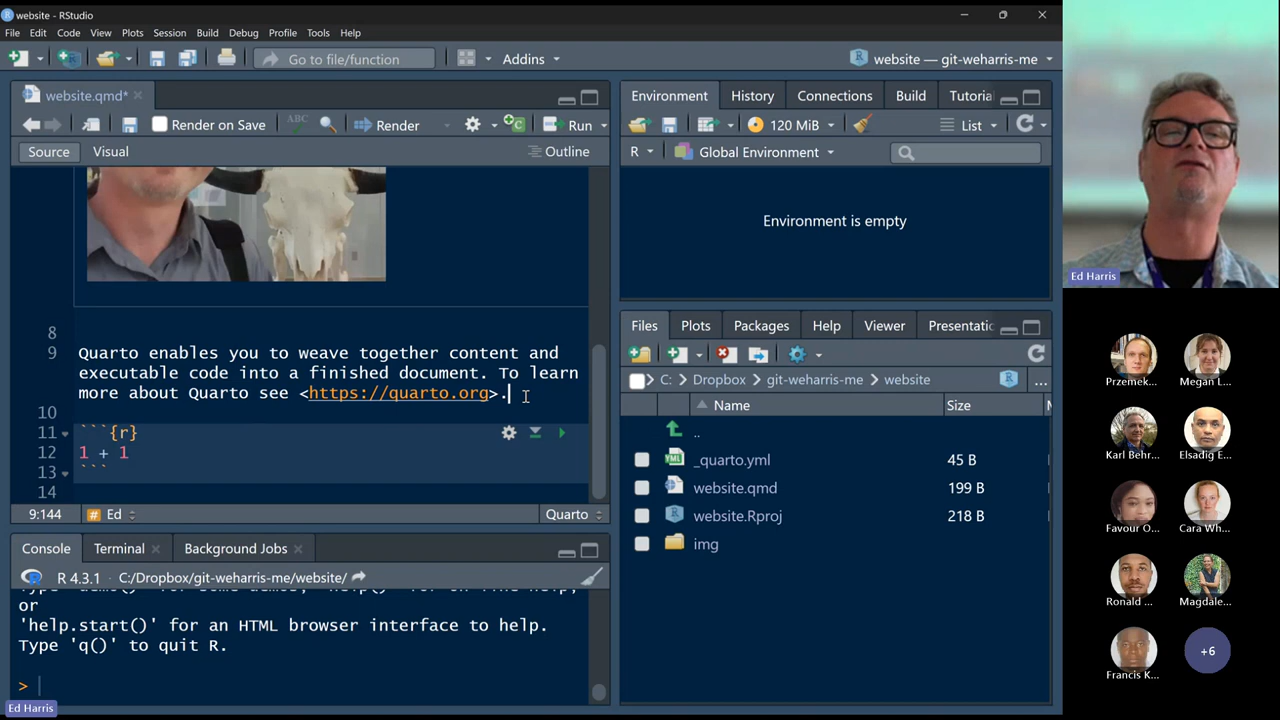 website - RStudio
File Edit Code View Plots Session Build Debug Profile Tools Help
Go to file/function
Addins
website — git-weharris-me
website.qmd*
Render on Save
ABC
Render
Run
Source Visual
Outline
8
9 Quarto enables you to weave together content and
executable code into a finished document. To learn
more about Quarto see <https://quarto.org>.
10
11 ```{r}
12 1 + 1
13 ```
14
9:144 # Ed Quarto
Console Terminal Background Jobs
R 4.3.1 · C:/Dropbox/git-weharris-me/website/
or
'help.start()' for an HTML browser interface to help.
Type 'q()' to quit R.
>
Ed Harris
Environment History Connections Build Tutoria
120 MiB
List
R Global Environment
Environment is empty
Files Plots Packages Help Viewer Presentatic
C: Dropbox git-weharris-me website ...
Name Size
..
_quarto.yml 45 B
website.qmd 199 B
website.Rproj 218 B
img
Ed Harris
Przemek... Megan L...
Karl Behr... Elsadig E...
Favour O... Cara Wh...
Ronald ... Magdale...
Francis K... +6